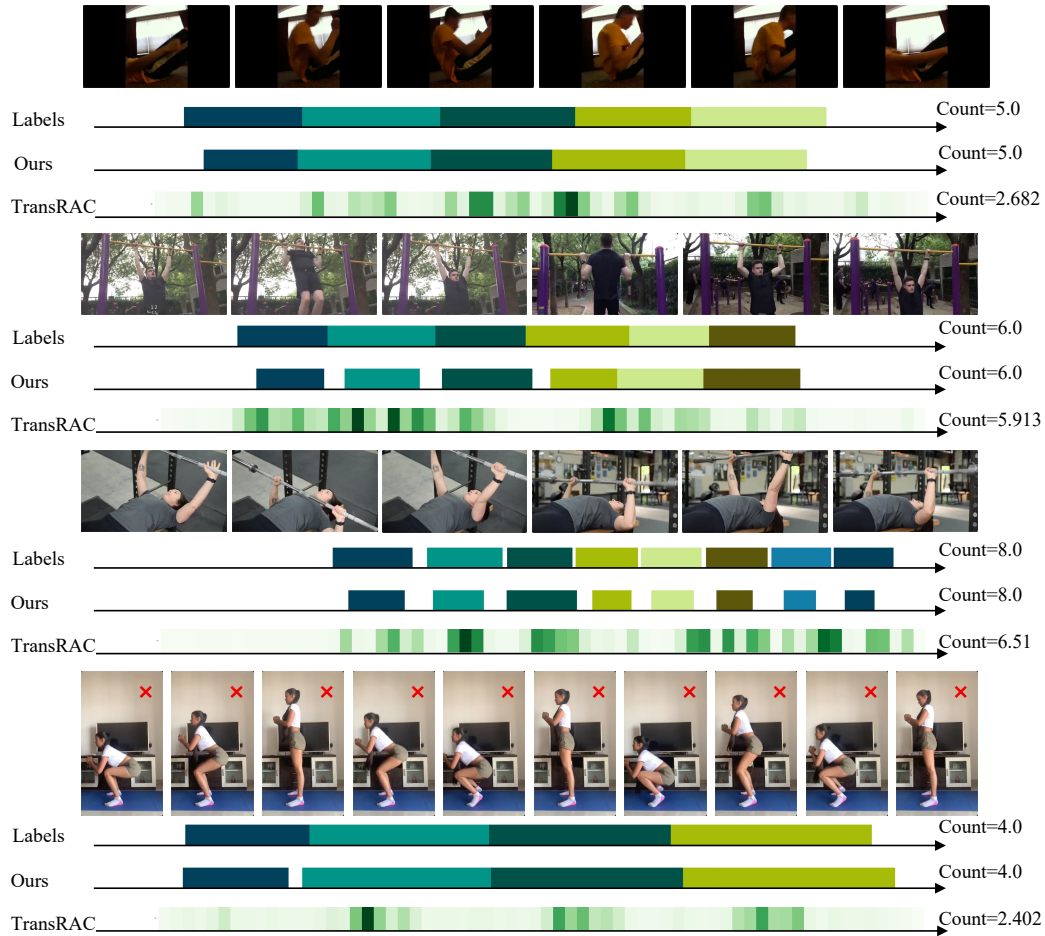 Labels Count=5.0
Ours Count=5.0
TransRAC Count=2.682
Labels Count=6.0
Ours Count=6.0
TransRAC Count=5.913
Labels Count=8.0
Ours Count=8.0
TransRAC Count=6.51
Labels Count=4.0
Ours Count=4.0
TransRAC Count=2.402